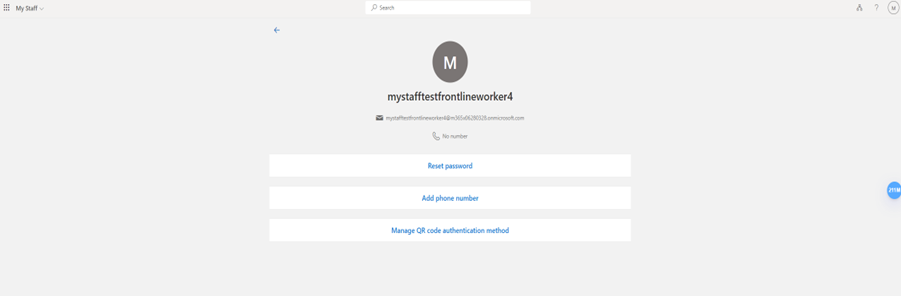 My Staff
Search
?
M
M
mystafftestfrontlineworker4
mystafftestfrontlineworker4@m365x06280328.onmicrosoft.com
No number
Reset password
Add phone number
Manage QR code authentication method